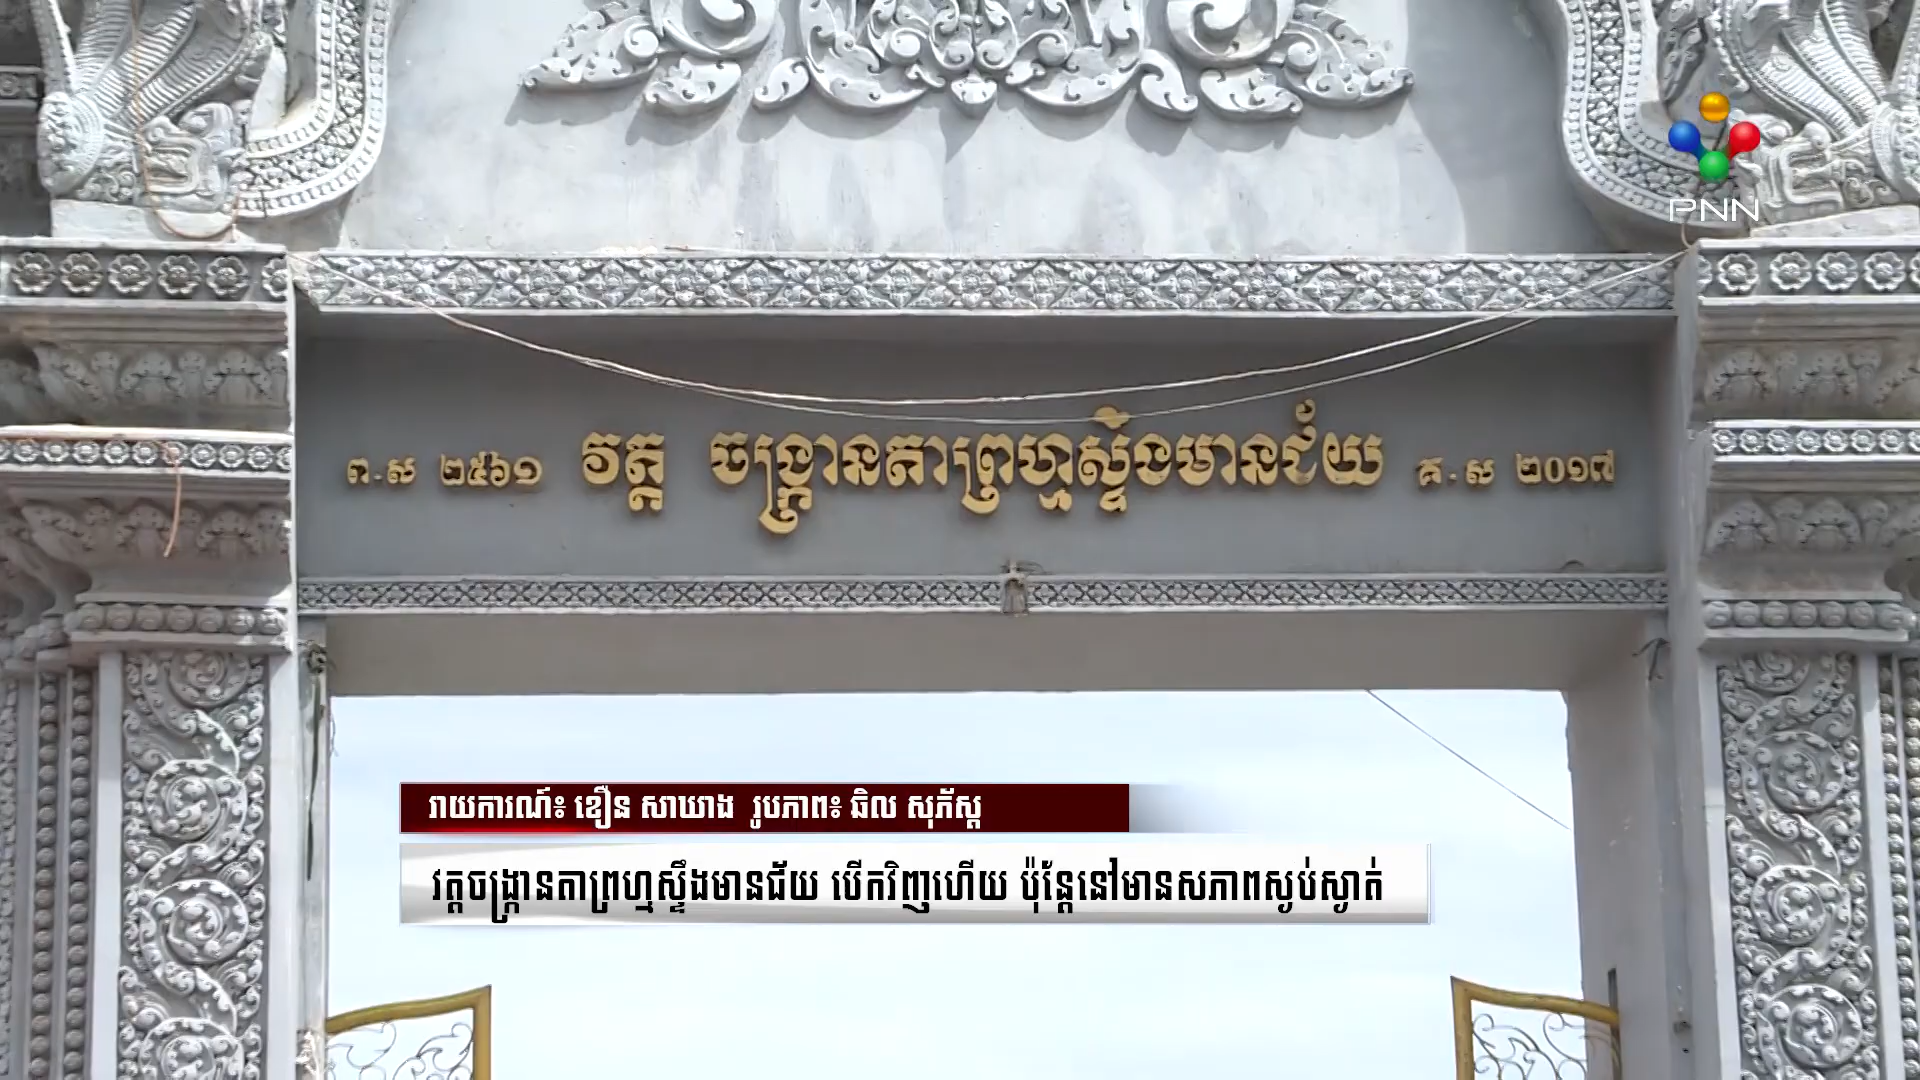 PNN
ព.ស ២៥៦១ វត្ត ចង្ក្រានតាព្រហ្មស្ទឹងមានជ័យ គ.ស ២០១៧
រាយការណ៍៖ ខឿន សាឃាង រូបភាព៖ ឆិល សុភ័ស្ត
វត្តចង្ក្រានតាព្រហ្មស្ទឹងមានជ័យ បើកវិញហើយ ប៉ុន្តែនៅមានសភាពស្ងប់ស្ងាត់